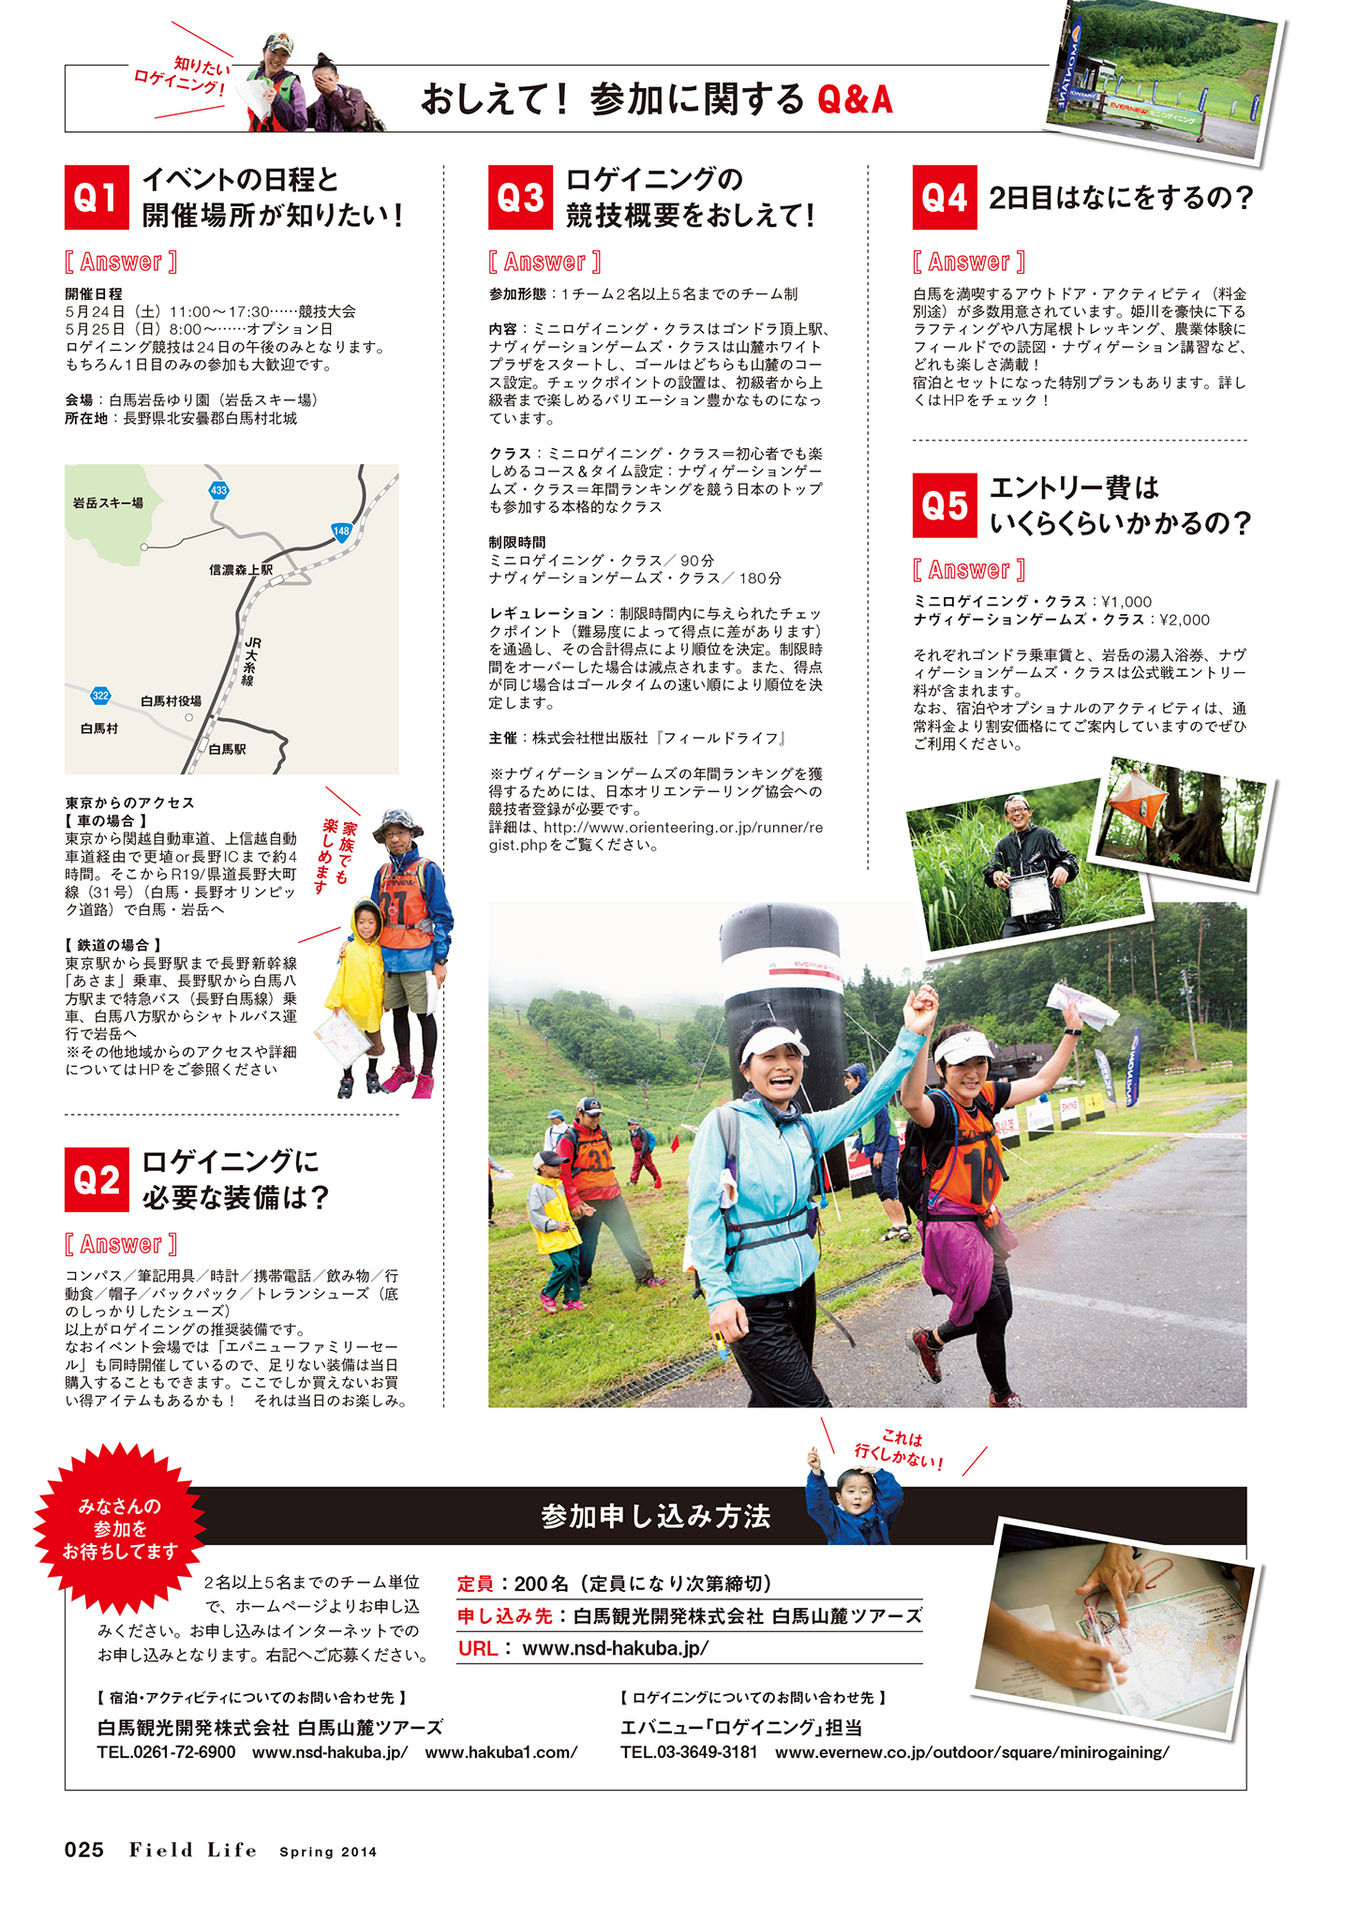 知りたい
ロゲイニング！
おしえて！ 参加に関する Q&A
MONTANE
EVERNEW ミニロゲイニング
Q1
イベントの日程と
開催場所が知りたい！
[ Answer ]
開催日程
5月24日（土）11:00～17:30……競技大会
5月25日（日）8:00～……オプション日
ロゲイニング競技は24日の午後のみとなります。
もちろん1日目のみの参加も大歓迎です。
会場：白馬岩岳ゆり園（岩岳スキー場）
所在地：長野県北安曇郡白馬村北城
岩岳スキー場
433
148
信濃森上駅
JR大糸線
322
白馬村役場
白馬村
白馬駅
東京からのアクセス
【 車の場合 】
東京から関越自動車道、上信越自動
車道経由で更埴or長野ICまで約4
時間。そこからR19/県道長野大町
線（31号）（白馬・長野オリンピッ
ク道路）で白馬・岩岳へ
【 鉄道の場合 】
東京駅から長野駅まで長野新幹線
「あさま」乗車、長野駅から白馬八
方駅まで特急バス（長野白馬線）乗
車、白馬八方駅からシャトルバス運
行で岩岳へ
※その他地域からのアクセスや詳細
についてはHPをご参照ください
家族でも
楽しめます
Q2
ロゲイニングに
必要な装備は？
[ Answer ]
コンパス／筆記用具／時計／携帯電話／飲み物／行
動食／帽子／バックパック／トレランシューズ（底
のしっかりしたシューズ）
以上がロゲイニングの推奨装備です。
なおイベント会場では「エバニューファミリーセー
ル」も同時開催しているので、足りない装備は当日
購入することもできます。ここでしか買えないお買
い得アイテムもあるかも！　それは当日のお楽しみ。
Q3
ロゲイニングの
競技概要をおしえて！
[ Answer ]
参加形態：1チーム2名以上5名までのチーム制
内容：ミニロゲイニング・クラスはゴンドラ頂上駅、
ナヴィゲーションゲームズ・クラスは山麓ホワイト
プラザをスタートし、ゴールはどちらも山麓のコー
ス設定。チェックポイントの設置は、初級者から上
級者まで楽しめるバリエーション豊かなものになっ
ています。
クラス：ミニロゲイニング・クラス＝初心者でも楽
しめるコース＆タイム設定：ナヴィゲーションゲー
ムズ・クラス＝年間ランキングを競う日本のトップ
も参加する本格的なクラス
制限時間
ミニロゲイニング・クラス／ 90分
ナヴィゲーションゲームズ・クラス／ 180分
レギュレーション：制限時間内に与えられたチェッ
クポイント（難易度によって得点に差があります）
を通過し、その合計得点により順位を決定。制限時
間をオーバーした場合は減点されます。また、得点
が同じ場合はゴールタイムの速い順により順位を決
定します。
主催：株式会社枻出版社『フィールドライフ』
※ナヴィゲーションゲームズの年間ランキングを獲
得するためには、日本オリエンテーリング協会への
競技者登録が必要です。
詳細は、http://www.orienteering.or.jp/runner/re
gist.phpをご覧ください。
Q4
2日目はなにをするの？
[ Answer ]
白馬を満喫するアウトドア・アクティビティ（料金
別途）が多数用意されています。姫川を豪快に下る
ラフティングや八方尾根トレッキング、農業体験に
フィールドでの読図・ナヴィゲーション講習など、
どれも楽しさ満載！
宿泊とセットになった特別プランもあります。詳し
くはHPをチェック！
Q5
エントリー費は
いくらくらいかかるの？
[ Answer ]
ミニロゲイニング・クラス：¥1,000
ナヴィゲーションゲームズ・クラス：¥2,000
それぞれゴンドラ乗車賃と、岩岳の湯入浴券、ナヴ
ィゲーションゲームズ・クラスは公式戦エントリー
料が含まれます。
なお、宿泊やオプショナルのアクティビティは、通
常料金より割安価格にてご案内していますのでぜひ
ご利用ください。
EVERNEW
31
18
これは
行くしかない！
みなさんの
参加を
お待ちしてます
参加申し込み方法
2名以上5名までのチーム単位
で、ホームページよりお申し込
みください。お申し込みはインターネットでの
お申し込みとなります。右記へご応募ください。
定員：200名（定員になり次第締切）
申し込み先：白馬観光開発株式会社 白馬山麓ツアーズ
URL： www.nsd-hakuba.jp/
【 宿泊・アクティビティについてのお問い合わせ先 】
白馬観光開発株式会社 白馬山麓ツアーズ
TEL.0261-72-6900　www.nsd-hakuba.jp/　www.hakuba1.com/
【 ロゲイニングについてのお問い合わせ先 】
エバニュー「ロゲイニング」担当
TEL.03-3649-3181　www.evernew.co.jp/outdoor/square/minirogaining/
025 Field Life Spring 2014